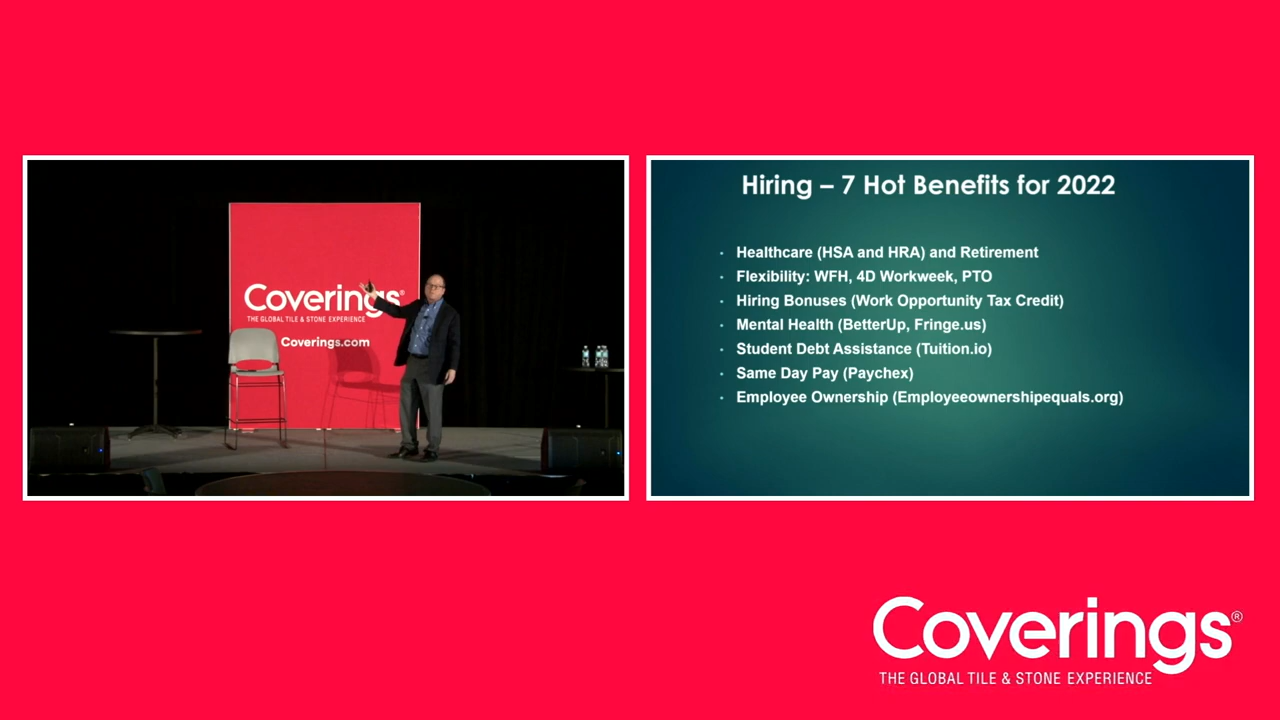 Coverings®
THE GLOBAL TILE & STONE EXPERIENCE
Coverings.com
Hiring – 7 Hot Benefits for 2022
· Healthcare (HSA and HRA) and Retirement
· Flexibility: WFH, 4D Workweek, PTO
· Hiring Bonuses (Work Opportunity Tax Credit)
· Mental Health (BetterUp, Fringe.us)
· Student Debt Assistance (Tuition.io)
· Same Day Pay (Paychex)
· Employee Ownership (Employeeownershipequals.org)
Coverings®
THE GLOBAL TILE & STONE EXPERIENCE